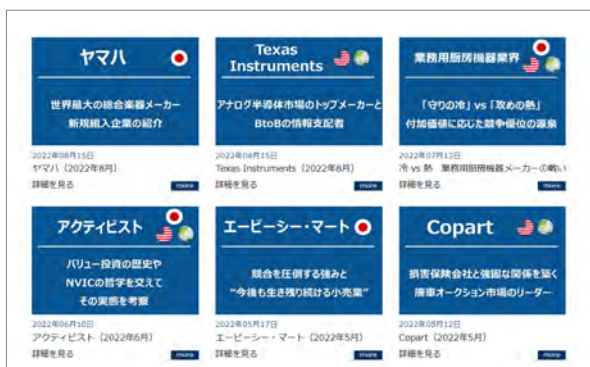 ヤマハ
世界最大の総合楽器メーカー
新規組入企業の紹介
2022年08月15日
ヤマハ（2022年8月）
詳細を見る
more
Texas
Instruments
アナログ半導体市場のトップメーカーと
BtoBの情報支配者
2022年08月15日
Texas Instruments（2022年8月）
詳細を見る
more
業務用厨房機器業界
「守りの冷」vs「攻めの熱」
付加価値に応じた競争優位の源泉
2022年07月13日
冷 vs 熱　業務用厨房機器メーカーの戦い
詳細を見る
more
アクティビスト
バリュー投資の歴史や
NVICの哲学を交えて
その実態を考察
2022年06月10日
アクティビスト（2022年6月）
詳細を見る
more
エービーシー・マート
競合を圧倒する強みと
“今後も生き残り続ける小売業”
2022年05月17日
エービーシー・マート（2022年5月）
詳細を見る
more
Copart
損害保険会社と強固な関係を築く
廃車オークション市場のリーダー
2022年05月12日
Copart（2022年5月）
詳細を見る
more